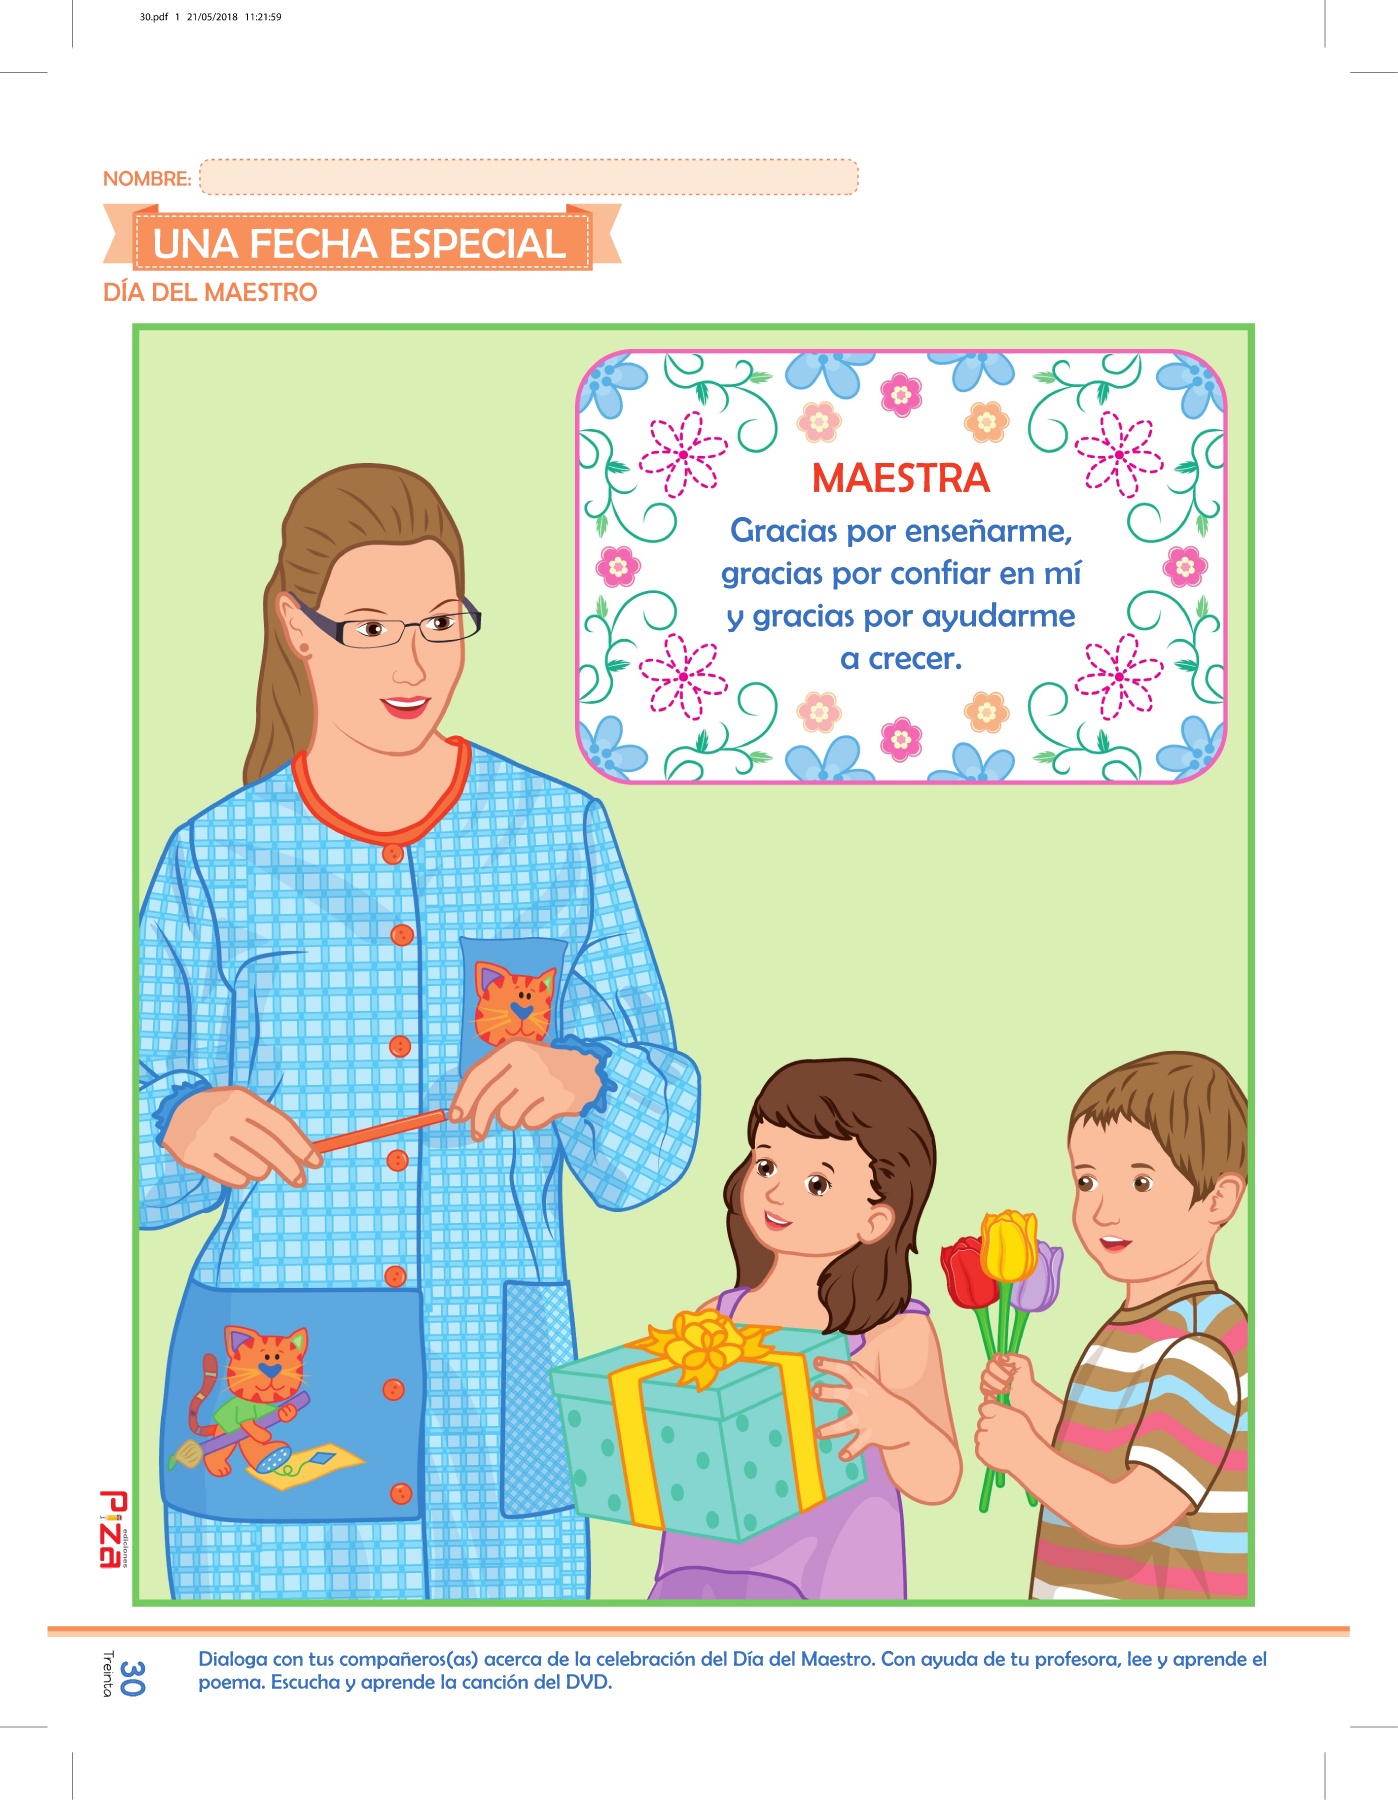 30.pdf 1 21/05/2018 11:21:59
NOMBRE:
UNA FECHA ESPECIAL
DÍA DEL MAESTRO
MAESTRA
Gracias por enseñarme,
gracias por confiar en mí
y gracias por ayudarme
a crecer.
Piza
ediciones
30
Treinta
Dialoga con tus compañeros(as) acerca de la celebración del Día del Maestro. Con ayuda de tu profesora, lee y aprende el
poema. Escucha y aprende la canción del DVD.